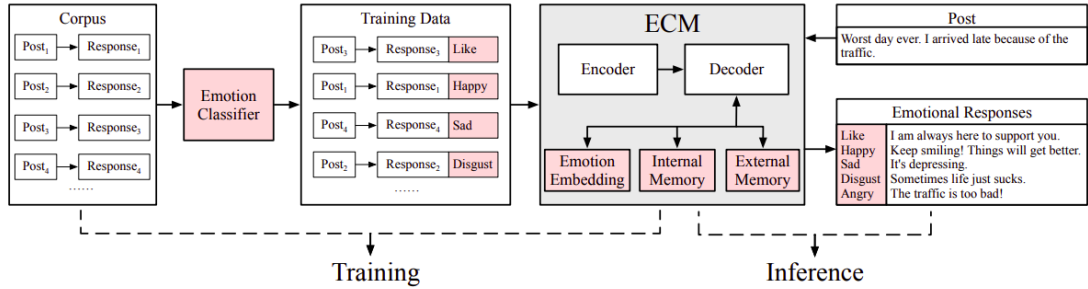 Corpus
Post1
Response1
Post2
Response2
Post3
Response3
Post4
Response4
......
Emotion
Classifier
Training Data
Post3
Response3
Like
Post1
Response1
Happy
Post4
Response4
Sad
Post2
Response2
Disgust
......
ECM
Encoder
Decoder
Emotion
Embedding
Internal
Memory
External
Memory
Post
Worst day ever. I arrived late because of the
traffic.
Emotional Responses
Like I am always here to support you.
Happy Keep smiling! Things will get better.
Sad It's depressing.
Disgust Sometimes life just sucks.
Angry The traffic is too bad!
Training
Inference